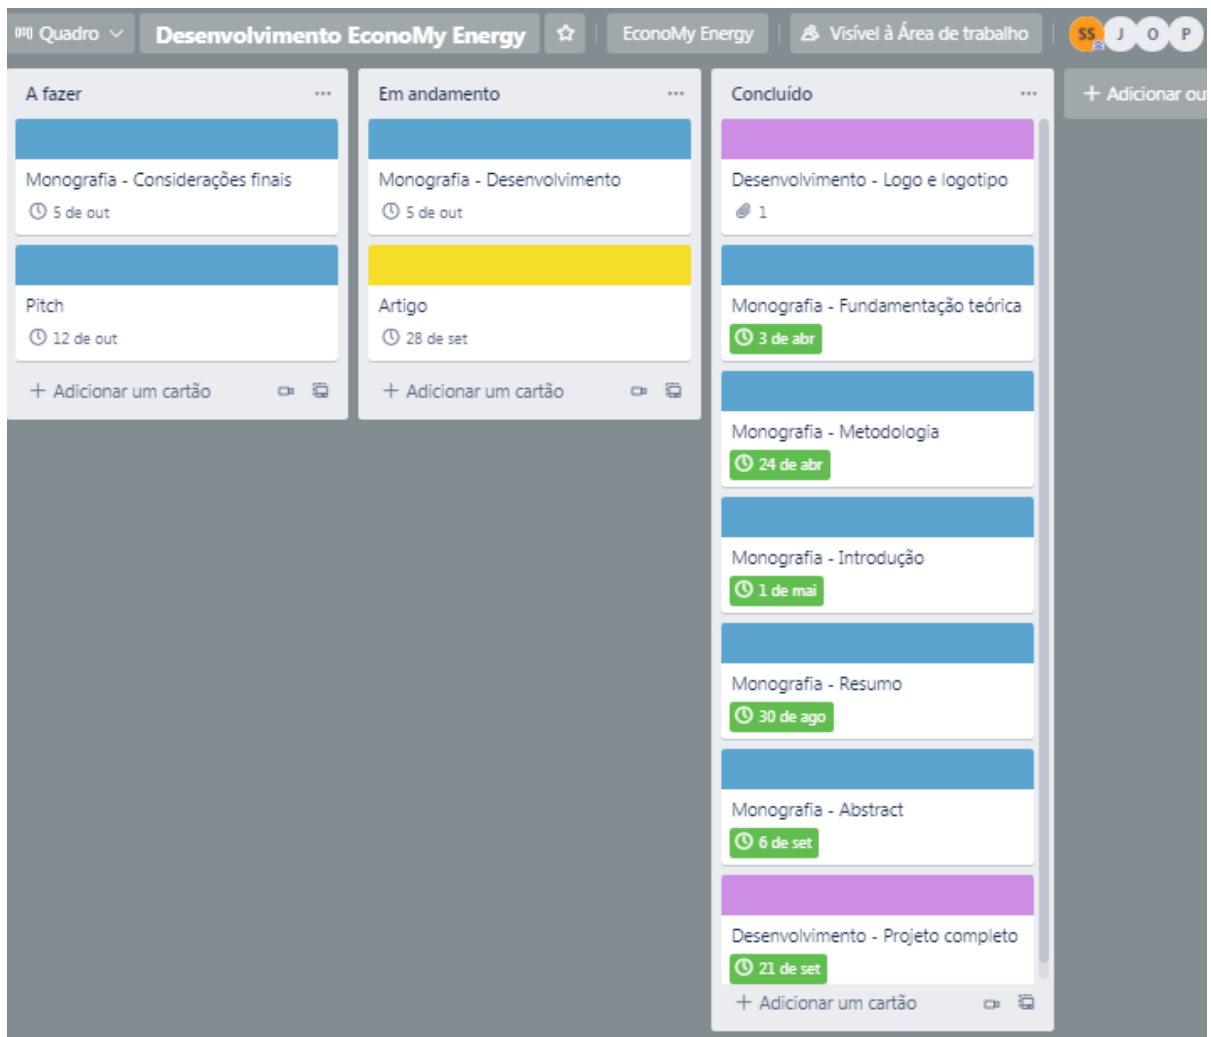 Quadro
Desenvolvimento EconoMy Energy
EconoMy Energy
Visível à Área de trabalho
SS
J
O
P
A fazer
Monografia - Considerações finais
5 de out
Pitch
12 de out
+ Adicionar um cartão
Em andamento
Monografia - Desenvolvimento
5 de out
Artigo
28 de set
+ Adicionar um cartão
Concluído
Desenvolvimento - Logo e logotipo
1
Monografia - Fundamentação teórica
3 de abr
Monografia - Metodologia
24 de abr
Monografia - Introdução
1 de mai
Monografia - Resumo
30 de ago
Monografia - Abstract
6 de set
Desenvolvimento - Projeto completo
21 de set
+ Adicionar um cartão
+ Adicionar ou